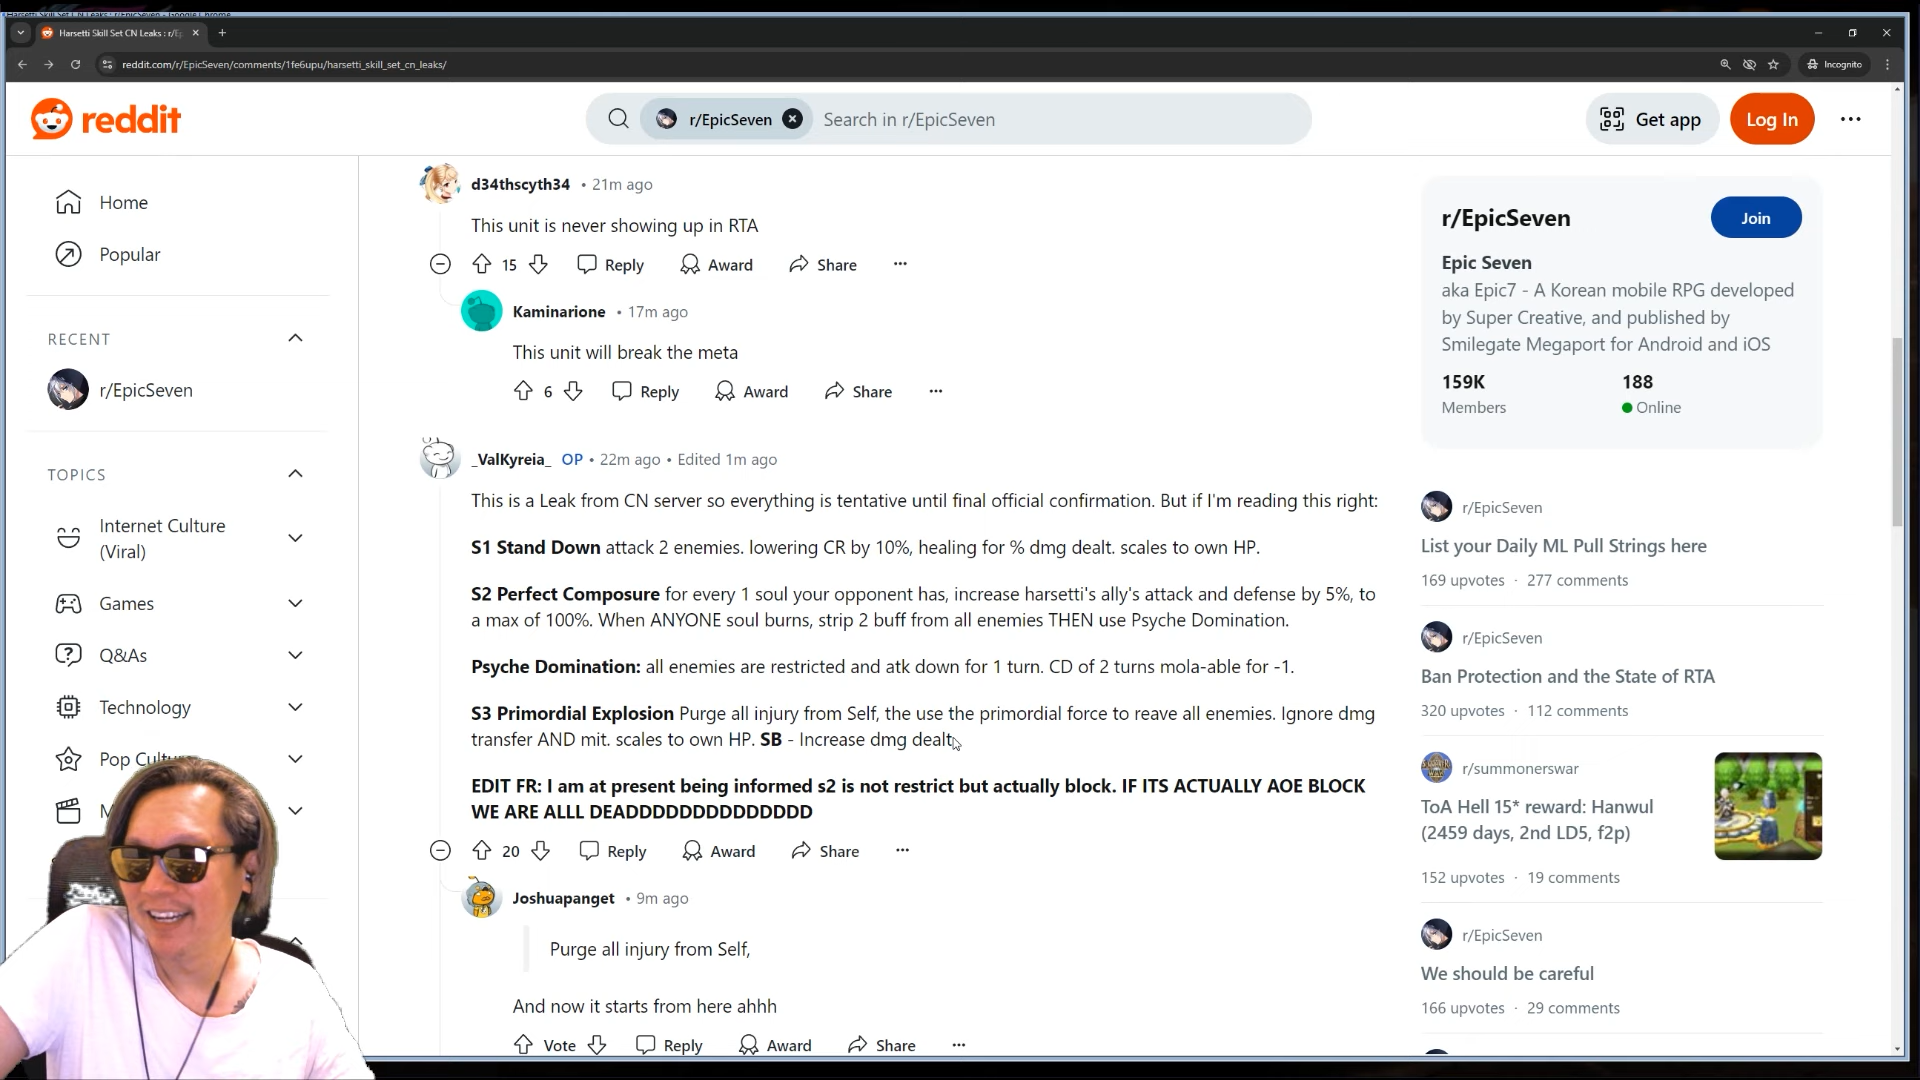 Harsetti Skill Set CN Leaks : r/EpicSeven - Google Chrome
Harsetti Skill Set CN Leaks : r/E
reddit.com/r/EpicSeven/comments/1fe6upu/harsetti_skill_set_cn_leaks/
Incognito
reddit
r/EpicSeven
Search in r/EpicSeven
Get app
Log In
Home
Popular
RECENT
r/EpicSeven
TOPICS
Internet Culture
(Viral)
Games
Q&As
Technology
Pop Cultu
M
d34thscyth34 • 21m ago
This unit is never showing up in RTA
15 Reply Award Share
Kaminarione • 17m ago
This unit will break the meta
6 Reply Award Share
_ValKyreia_ OP • 22m ago • Edited 1m ago
This is a Leak from CN server so everything is tentative until final official confirmation. But if I'm reading this right:
S1 Stand Down attack 2 enemies. lowering CR by 10%, healing for % dmg dealt. scales to own HP.
S2 Perfect Composure for every 1 soul your opponent has, increase harsetti's ally's attack and defense by 5%, to
a max of 100%. When ANYONE soul burns, strip 2 buff from all enemies THEN use Psyche Domination.
Psyche Domination: all enemies are restricted and atk down for 1 turn. CD of 2 turns mola-able for -1.
S3 Primordial Explosion Purge all injury from Self, the use the primordial force to reave all enemies. Ignore dmg
transfer AND mit. scales to own HP. SB - Increase dmg dealt.
EDIT FR: I am at present being informed s2 is not restrict but actually block. IF ITS ACTUALLY AOE BLOCK
WE ARE ALLL DEADDDDDDDDDDDDDD
20 Reply Award Share
Joshuapanget • 9m ago
Purge all injury from Self,
And now it starts from here ahhh
Vote Reply Award Share
r/EpicSeven
Join
Epic Seven
aka Epic7 - A Korean mobile RPG developed
by Super Creative, and published by
Smilegate Megaport for Android and iOS
159K 188
Members Online
r/EpicSeven
List your Daily ML Pull Strings here
169 upvotes · 277 comments
r/EpicSeven
Ban Protection and the State of RTA
320 upvotes · 112 comments
r/summonerswar
ToA Hell 15* reward: Hanwul
(2459 days, 2nd LD5, f2p)
152 upvotes · 19 comments
r/EpicSeven
We should be careful
166 upvotes · 29 comments